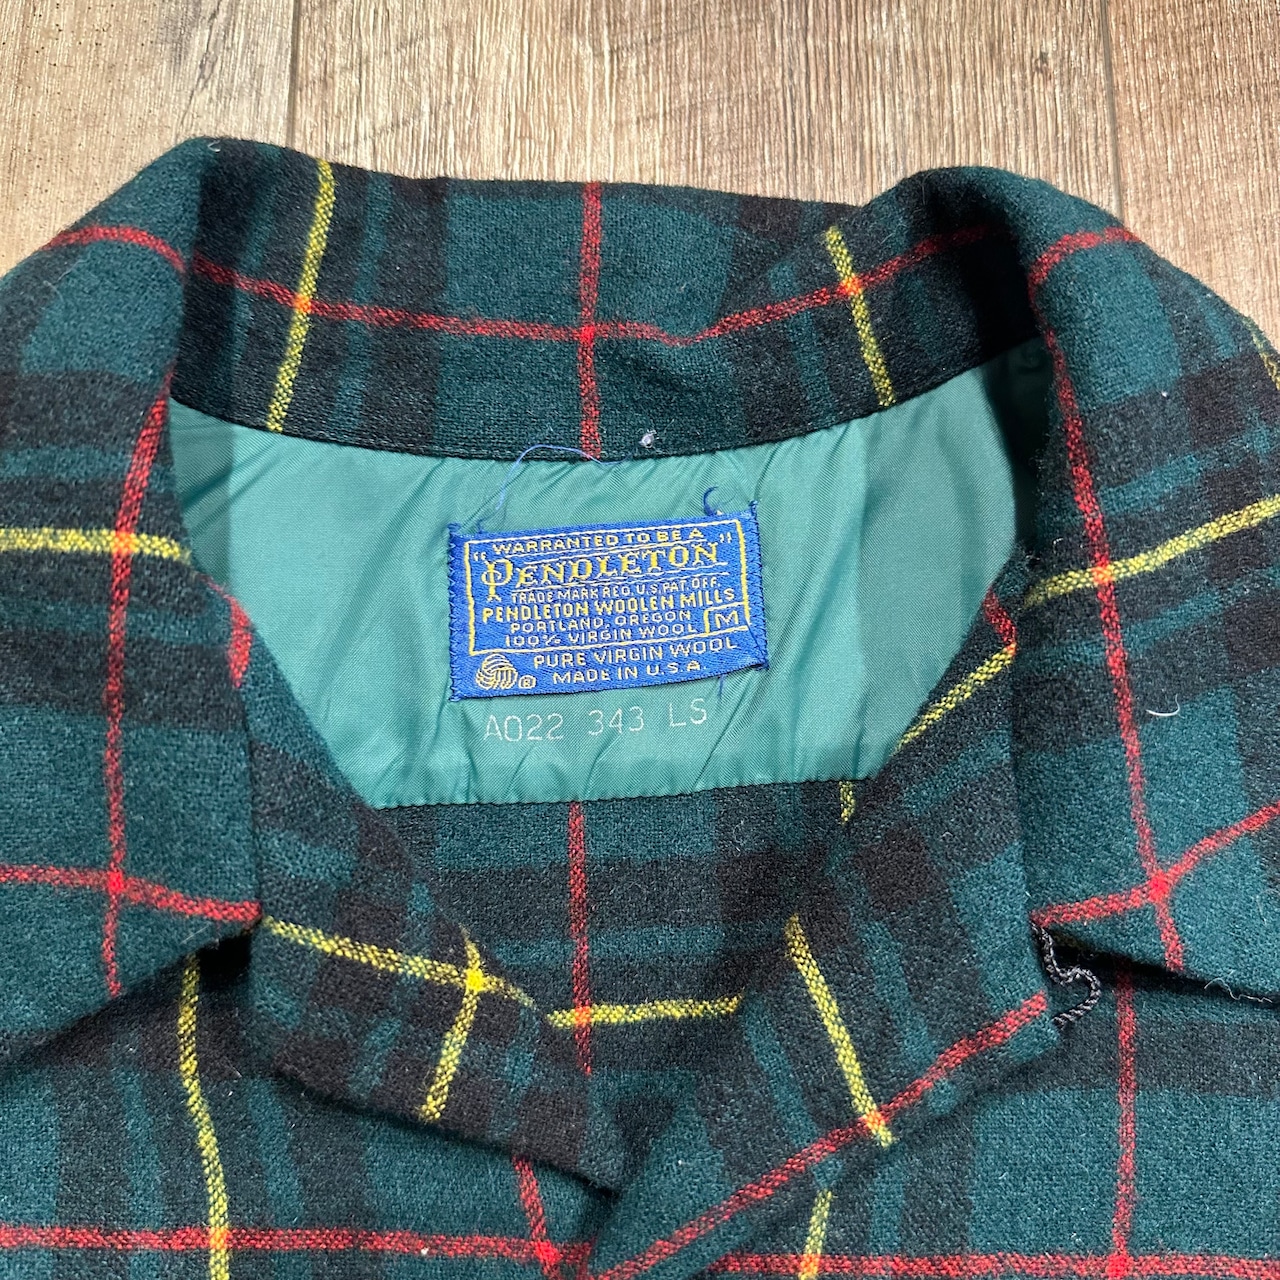 WARRANTED TO BE A
"PENDLETON"
TRADE MARK REG. U.S. PAT. OFF.
PENDLETON WOOLEN MILLS
PORTLAND, OREGON
100% VIRGIN WOOL M
PURE VIRGIN WOOL
® MADE IN U.S.A.
A022 343 LS